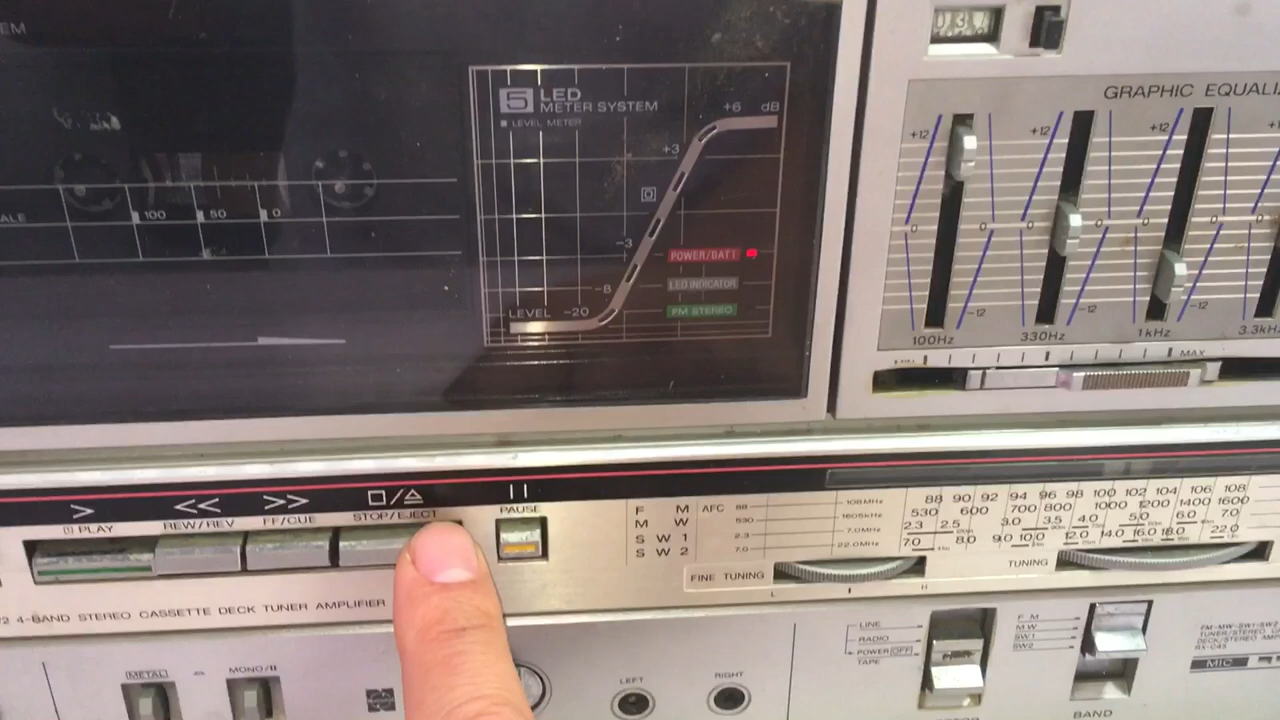 EM
5 LED
METER SYSTEM
LEVEL METER
+6 dB
+3
0
-3
-8
LEVEL -20
POWER/BATT
LED INDICATOR
FM STEREO
ALE
100 50 0
GRAPHIC EQUALI
+12 +12 +12
0 0 0 0 0
-12 -12 -12
100Hz 330Hz 1kHz 3.3kHz
MAX
PLAY
REW/REV
FF/CUE
STOP/EJECT
PAUSE
4-BAND STEREO CASSETTE DECK TUNER AMPLIFIER
F M
M W
S W 1
S W 2
AFC
88 108MHz
530 1605kHz
2.3 7.0MHz
7.0 22.0MHz
FINE TUNING
L H
88 90 92 94 96 98 100 102 104 106 108
530 600 700 800 1000 1200 1400 1600
2.3 2.5 3.0 3.5 4.0 5.0 6.0 7.0
7.0 8.0 9.0 10.0 12.0 14.0 16.0 18.0 22.0
TUNING
METAL
MONO/
LEFT
RIGHT
LINE
RADIO
POWER OFF
TAPE
F M
M W
SW1
SW2
BAND
FM-MW-SW1-SW2
RX-C45
MIC